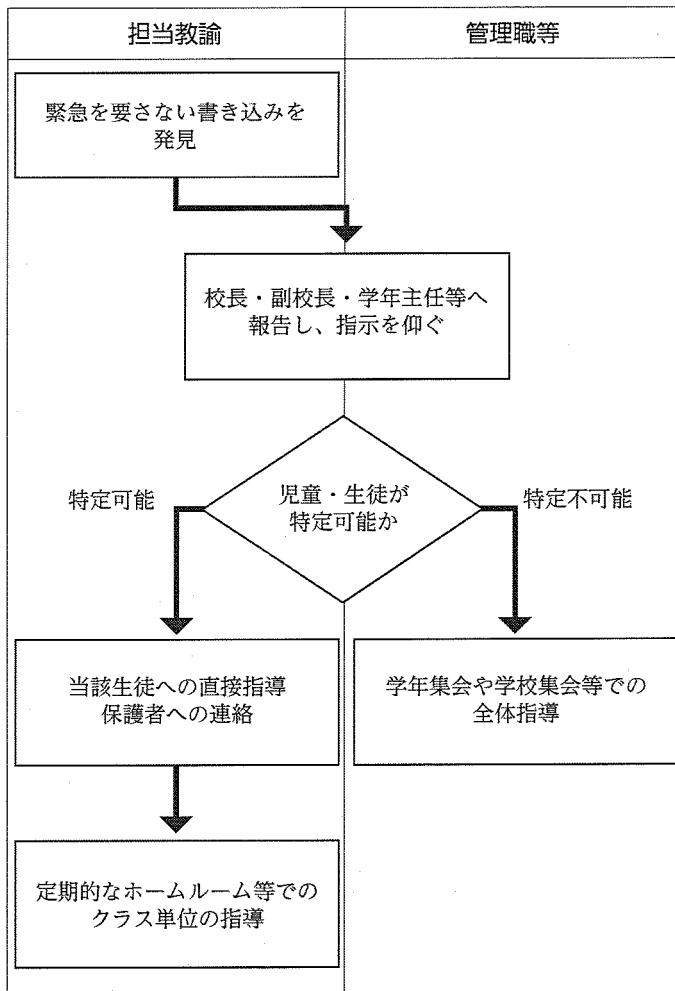 担当教諭
管理職等
緊急を要さない書き込みを
発見
校長・副校長・学年主任等へ
報告し、指示を仰ぐ
児童・生徒が
特定可能か
特定可能
特定不可能
当該生徒への直接指導
保護者への連絡
学年集会や学校集会等での
全体指導
定期的なホームルーム等での
クラス単位の指導